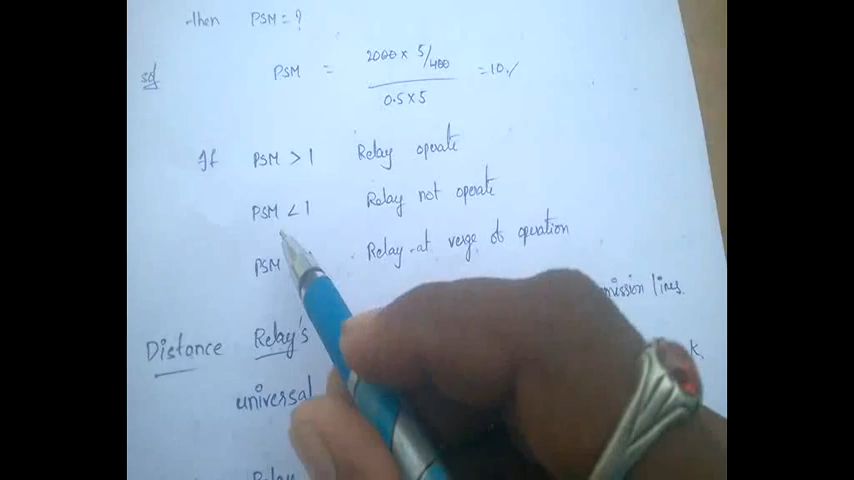 then PSM = ?
sol PSM = 2000 x 5/400 / 0.5 x 5 = 10
If PSM > 1 Relay operate
PSM < 1 Relay not operate
PSM Relay at verge of operation
mission lines.
Distance Relay's
universal
Relay